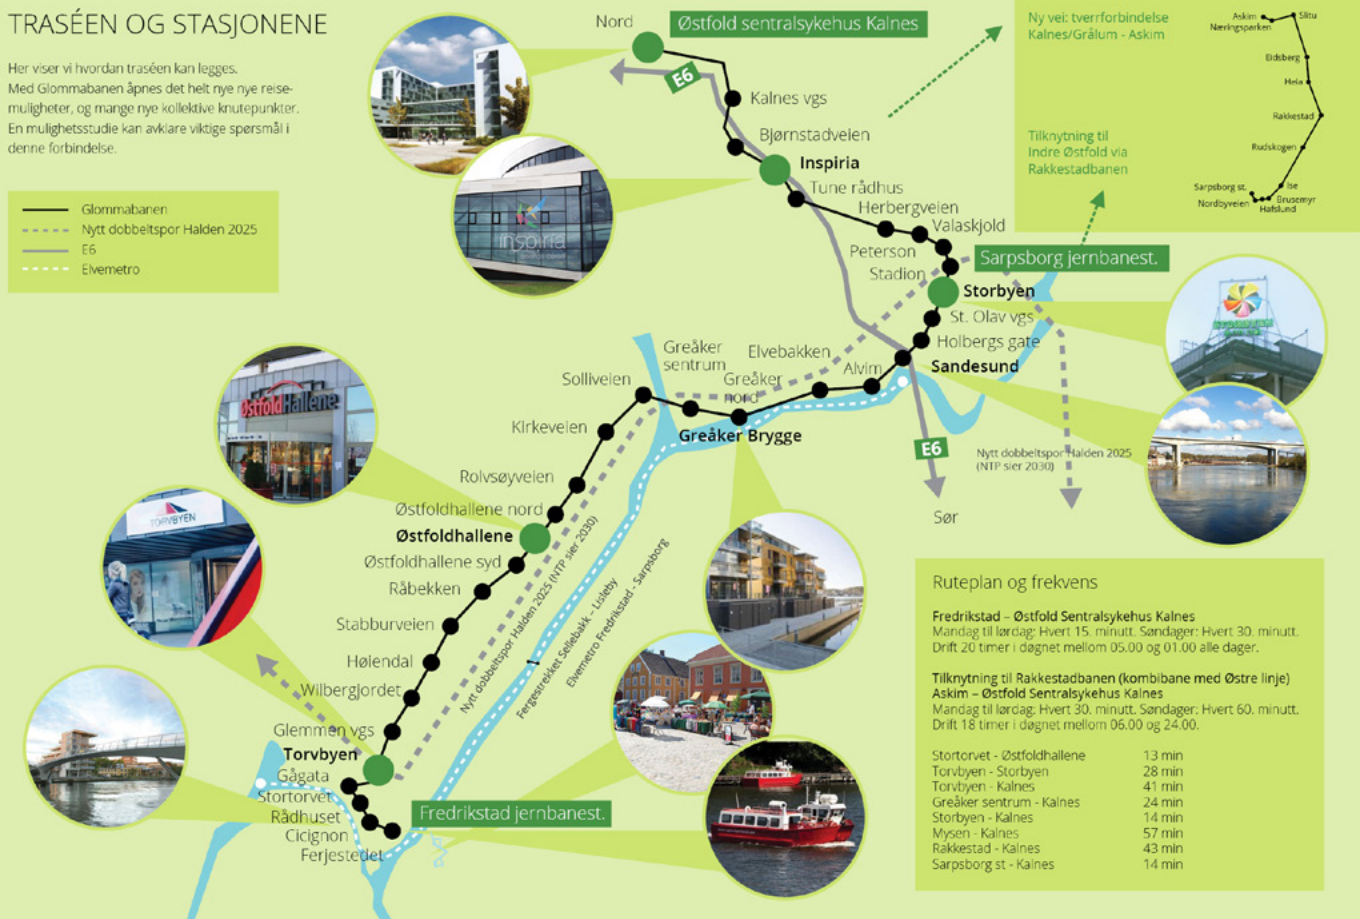 TRASÉEN OG STASJONENE
Her viser vi hvordan traséen kan legges.
Med Glommabanen åpnes det helt nye nye reise-
muligheter, og mange nye kollektive knutepunkter.
En mulighetsstudie kan avklare viktige spørsmål i
denne forbindelse.
Glommabanen
Nytt dobbeltspor Halden 2025
E6
Elvemetro
Nord
Østfold sentralsykehus Kalnes
E6
Kalnes vgs
Bjørnstadveien
Inspiria
inspiria
Tune rådhus
Herbergveien
Valaskjold
Peterson
Stadion
Sarpsborg jernbanest.
Storbyen
St. Olav vgs
Holbergs gate
Sandesund
Alvim
Elvebakken
Greåker
nord
Greåker
sentrum
Greåker Brygge
Solliveien
Kirkeveien
Rolvsøyveien
Østfoldhallene nord
Østfoldhallene
Østfoldhallene syd
Råbekken
Stabburveien
Høiendal
Wilbergjordet
Glemmen vgs
Torvbyen
Gågata
Stortorvet
Rådhuset
Cicignon
Ferjestedet
Fredrikstad jernbanest.
ØstfoldHallene
TORVBYEN
Nytt dobbeltspor Halden 2025 (NTP sier 2030)
Fergestrekket Sellebakk – Lisleby
Elvemetro Fredrikstad - Sarpsborg
E6
Sør
Nytt dobbeltspor Halden 2025
(NTP sier 2030)
Ny vei: tverrforbindelse
Kalnes/Grålum - Askim
Tilknytning til
Indre Østfold via
Rakkestadbanen
Askim
Næringsparken
Slitu
Eidsberg
Heia
Rakkestad
Rudskogen
Ise
Brusemyr
Hafslund
Sarpsborg st.
Nordbyveien
Ruteplan og frekvens
Fredrikstad – Østfold Sentralsykehus Kalnes
Mandag til lørdag: Hvert 15. minutt. Søndager: Hvert 30. minutt.
Drift 20 timer i døgnet mellom 05.00 og 01.00 alle dager.
Tilknytning til Rakkestadbanen (kombibane med Østre linje)
Askim – Østfold Sentralsykehus Kalnes
Mandag til lørdag: Hvert 30. minutt. Søndager: Hvert 60. minutt.
Drift 18 timer i døgnet mellom 06.00 og 24.00.
Stortorvet - Østfoldhallene 13 min
Torvbyen - Storbyen 28 min
Torvbyen - Kalnes 41 min
Greåker sentrum - Kalnes 24 min
Storbyen - Kalnes 14 min
Mysen - Kalnes 57 min
Rakkestad - Kalnes 43 min
Sarpsborg st - Kalnes 14 min